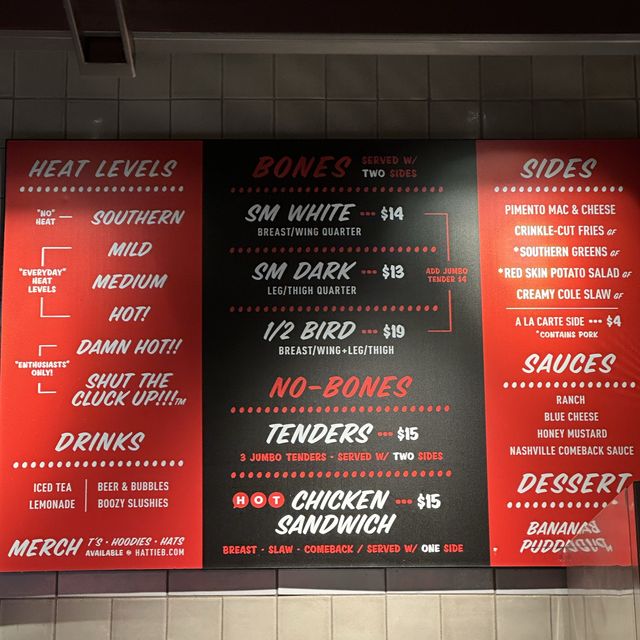 HEAT LEVELS
"NO" HEAT — SOUTHERN
MILD
"EVERYDAY" HEAT LEVELS
MEDIUM
HOT!
DAMN HOT!!
"ENTHUSIASTS" ONLY!
SHUT THE
CLUCK UP!!!TM
DRINKS
ICED TEA
LEMONADE
BEER & BUBBLES
BOOZY SLUSHIES
MERCH T'S • HOODIES • HATS
AVAILABLE @ HATTIEB.COM
BONES SERVED W/
TWO SIDES
SM WHITE --- $14
BREAST/WING QUARTER
SM DARK --- $13
LEG/THIGH QUARTER
ADD JUMBO
TENDER $4
1/2 BIRD --- $19
BREAST/WING+LEG/THIGH
NO-BONES
TENDERS --- $15
3 JUMBO TENDERS - SERVED W/ TWO SIDES
HOT CHICKEN --- $15
SANDWICH
BREAST - SLAW - COMEBACK / SERVED W/ ONE SIDE
SIDES
PIMENTO MAC & CHEESE
CRINKLE-CUT FRIES GF
*SOUTHERN GREENS GF
*RED SKIN POTATO SALAD GF
CREAMY COLE SLAW GF
A LA CARTE SIDE --- $4
*CONTAINS PORK
SAUCES
RANCH
BLUE CHEESE
HONEY MUSTARD
NASHVILLE COMEBACK SAUCE
DESSERT
BANANA